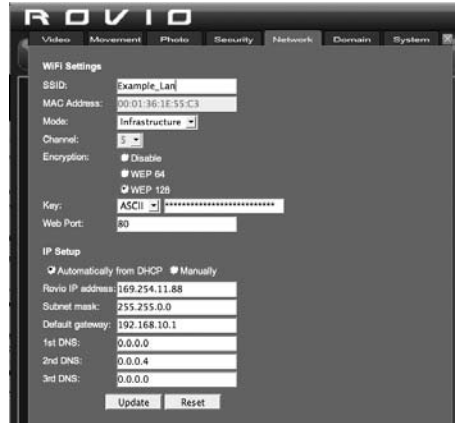 ROVIO
Video Movement Photo Security Network Domain System
WiFi Settings
SSID: Example_Lan
MAC Address: 00:01:36:1E:55:C3
Mode: Infrastructure
Channel: 5
Encryption: Disable
WEP 64
WEP 128
Key: ASCII **************************
Web Port: 80
IP Setup
Automatically from DHCP Manually
Rovio IP address: 169.254.11.88
Subnet mask: 255.255.0.0
Default gateway: 192.168.10.1
1st DNS: 0.0.0.0
2nd DNS: 0.0.0.4
3rd DNS: 0.0.0.0
Update Reset